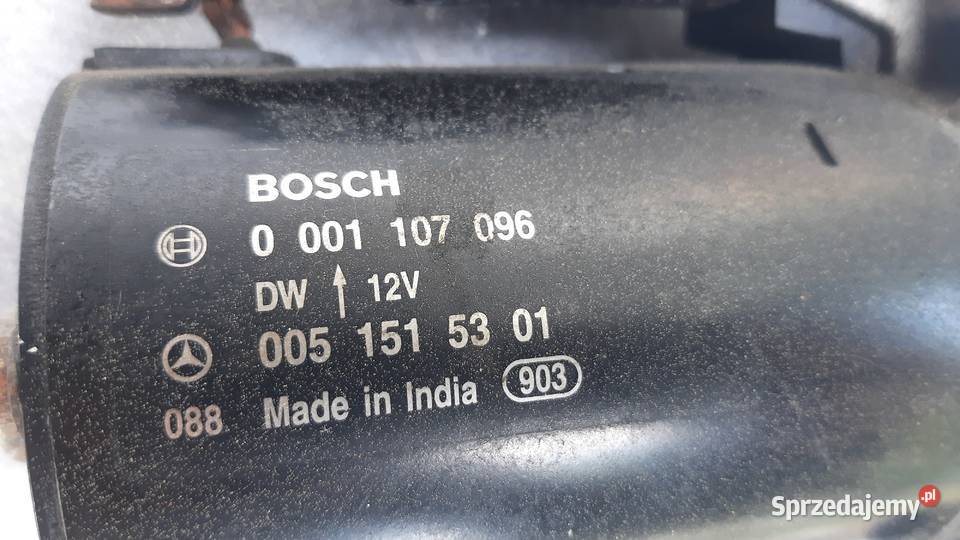 BOSCH
0 001 107 096
DW ↑ 12V
005 151 53 01
088 Made in India 903
Sprzedajemy.pl